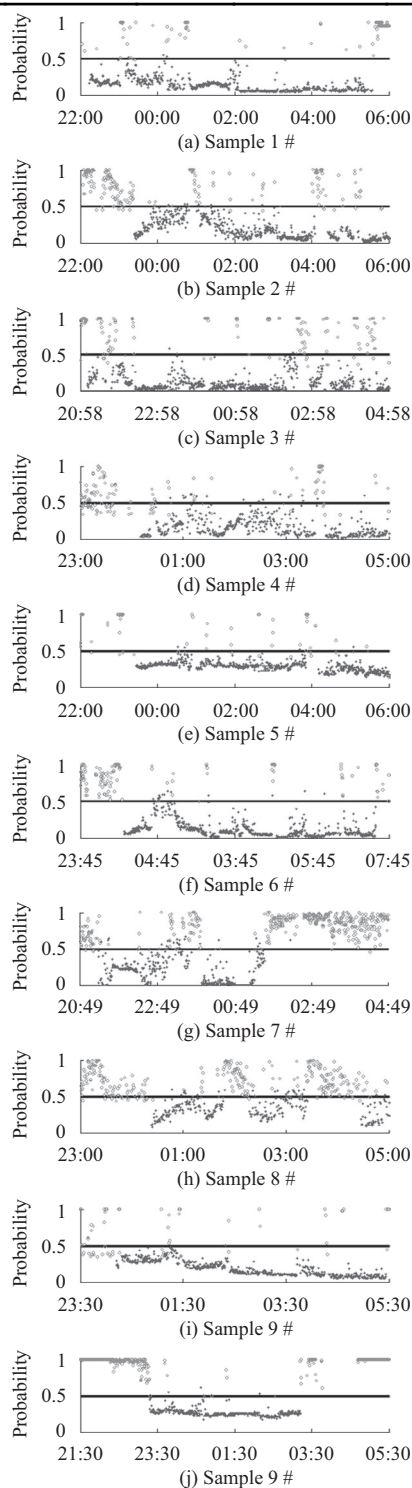 Probability
1
0.5
0
22:00 00:00 02:00 04:00 06:00
(a) Sample 1 #
Probability
1
0.5
0
22:00 00:00 02:00 04:00 06:00
(b) Sample 2 #
Probability
1
0.5
0
20:58 22:58 00:58 02:58 04:58
(c) Sample 3 #
Probability
1
0.5
0
23:00 01:00 03:00 05:00
(d) Sample 4 #
Probability
1
0.5
0
22:00 00:00 02:00 04:00 06:00
(e) Sample 5 #
Probability
1
0.5
0
23:45 04:45 03:45 05:45 07:45
(f) Sample 6 #
Probability
1
0.5
0
20:49 22:49 00:49 02:49 04:49
(g) Sample 7 #
Probability
1
0.5
0
23:00 01:00 03:00 05:00
(h) Sample 8 #
Probability
1
0.5
0
23:30 01:30 03:30 05:30
(i) Sample 9 #
Probability
1
0.5
0
21:30 23:30 01:30 03:30 05:30
(j) Sample 9 #